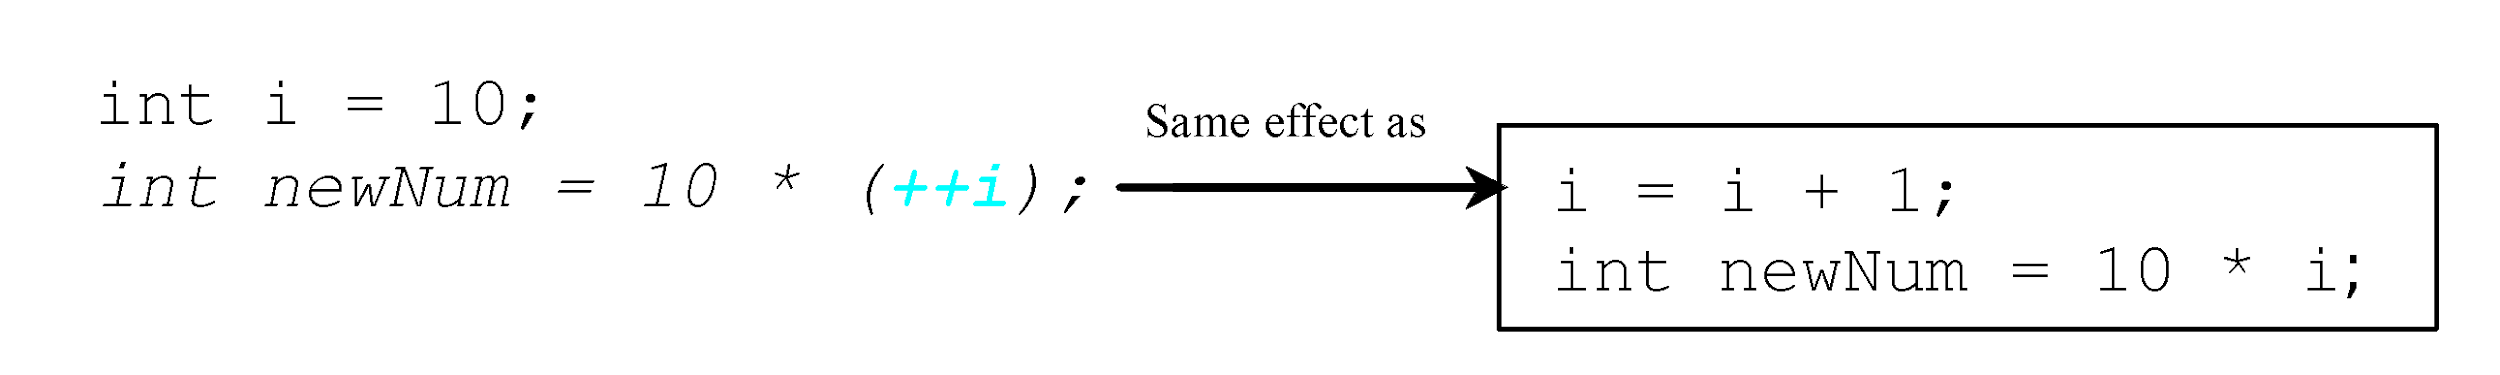 int i = 10;
int newNum = 10 * (++i);
Same effect as
i = i + 1;
int newNum = 10 * i;